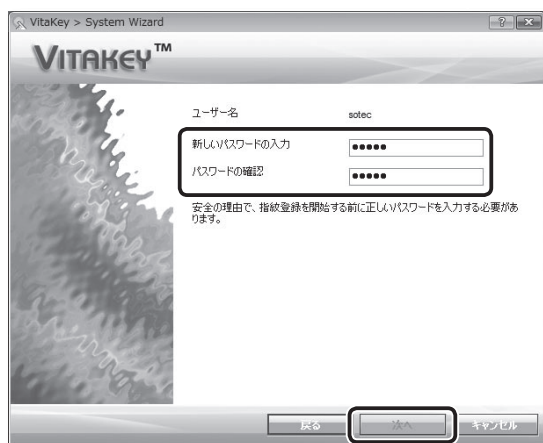 VitaKey > System Wizard
VITAKEY™
ユーザー名 sotec
新しいパスワードの入力 ●●●●●
パスワードの確認 ●●●●●
安全の理由で、指紋登録を開始する前に正しいパスワードを入力する必要があ
ります。
戻る 次へ キャンセル